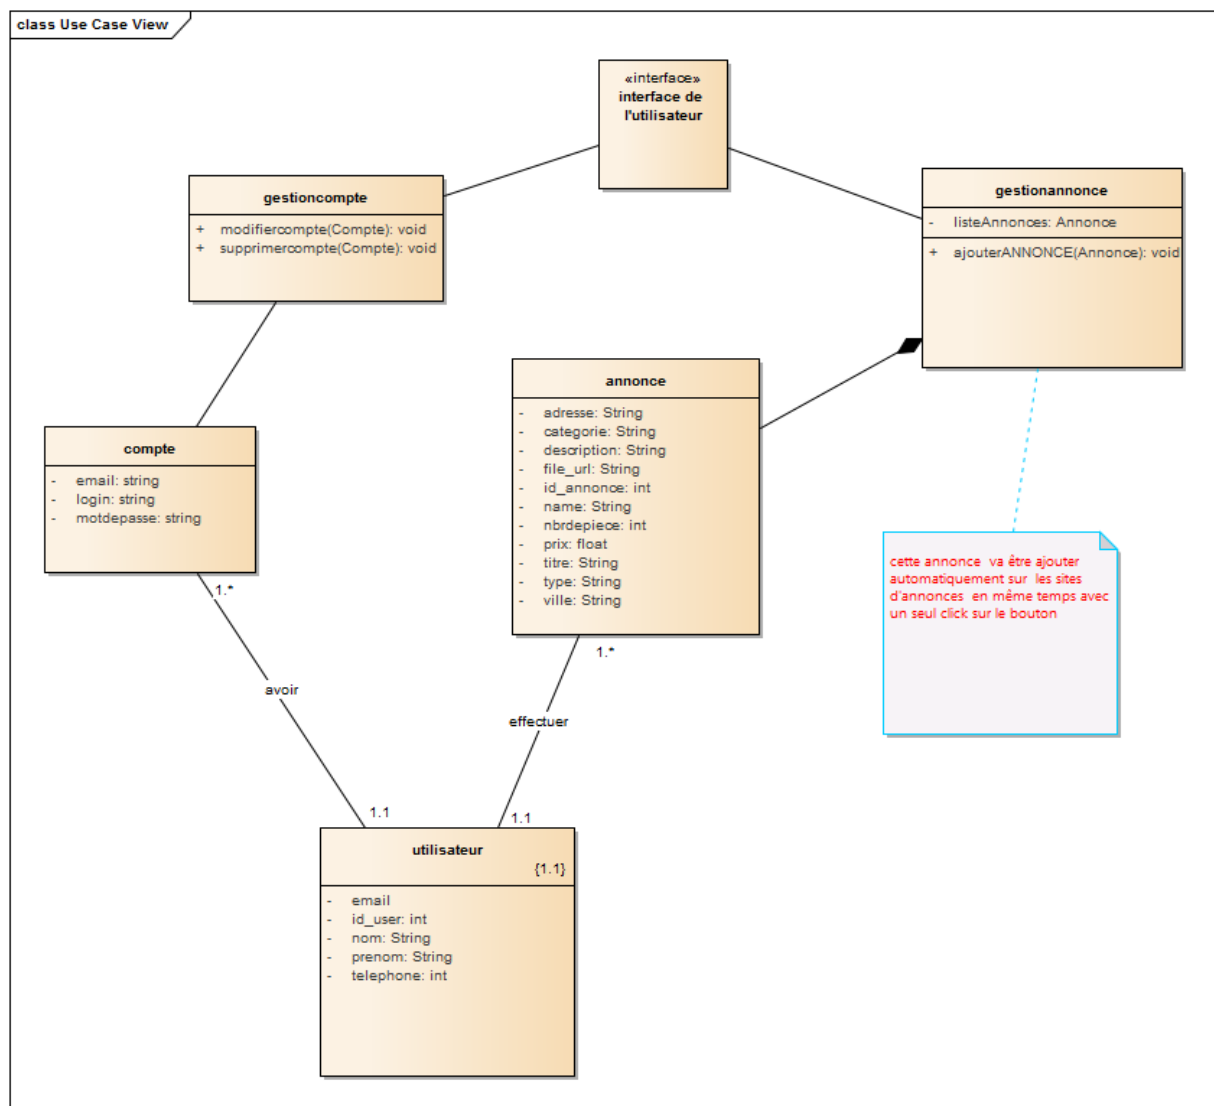 class Use Case View
«interface»
interface de
l'utilisateur
gestioncompte
+ modifiercompte(Compte): void
+ supprimercompte(Compte): void
gestionannonce
- listeAnnonces: Annonce
+ ajouterANNONCE(Annonce): void
annonce
- adresse: String
- categorie: String
- description: String
- file_url: String
- id_annonce: int
- name: String
- nbrdepiece: int
- prix: float
- titre: String
- type: String
- ville: String
compte
- email: string
- login: string
- motdepasse: string
cette annonce va être ajouter
automatiquement sur les sites
d'annonces en même temps avec
un seul click sur le bouton
1.*
1.*
avoir
effectuer
1.1
1.1
utilisateur
{1.1}
- email
- id_user: int
- nom: String
- prenom: String
- telephone: int